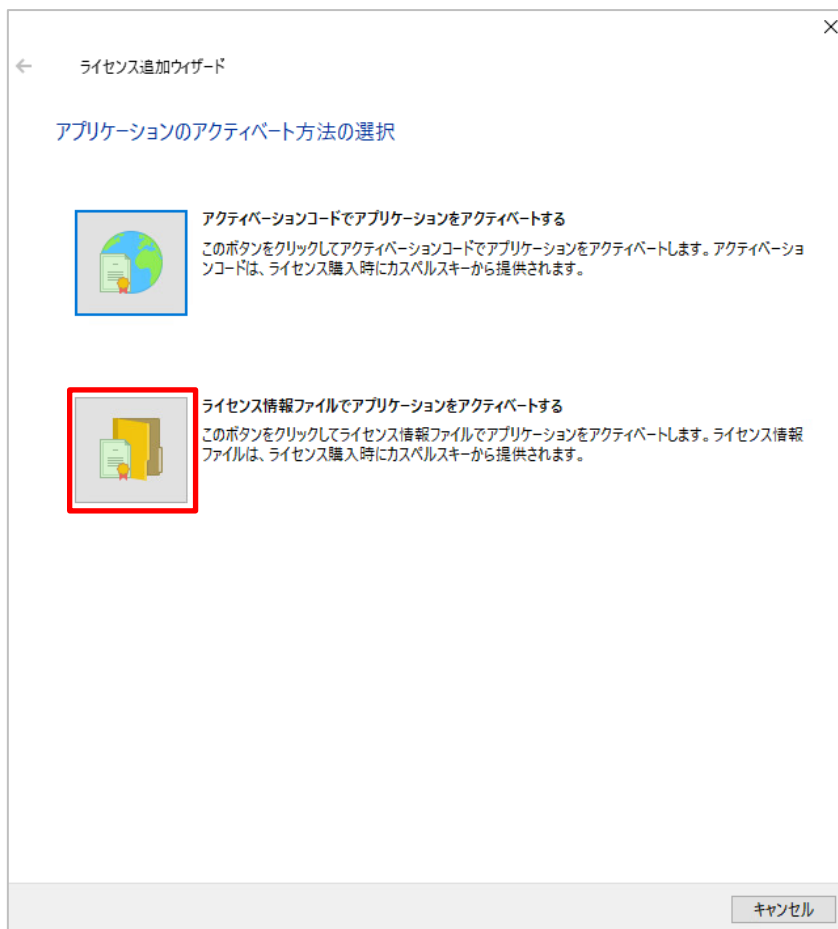 ライセンス追加ウィザード
アプリケーションのアクティベート方法の選択
アクティベーションコードでアプリケーションをアクティベートする
このボタンをクリックしてアクティベーションコードでアプリケーションをアクティベートします。アクティベーショ
ンコードは、ライセンス購入時にカスペルスキーから提供されます。
ライセンス情報ファイルでアプリケーションをアクティベートする
このボタンをクリックしてライセンス情報ファイルでアプリケーションをアクティベートします。ライセンス情報
ファイルは、ライセンス購入時にカスペルスキーから提供されます。
キャンセル